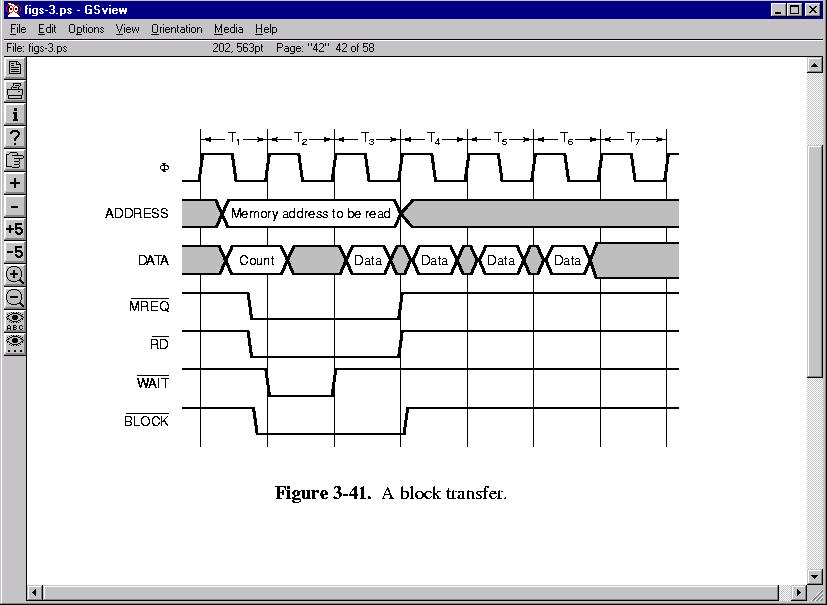 figs-3.ps - GSview
File Edit Options View Orientation Media Help
File: figs-3.ps 202, 563pt Page: "42" 42 of 58
T1 T2 T3 T4 T5 T6 T7
Φ
ADDRESS Memory address to be read
DATA Count Data Data Data Data
MREQ
RD
WAIT
BLOCK
Figure 3-41. A block transfer.
i
?
+
-
+5
-5
ABC